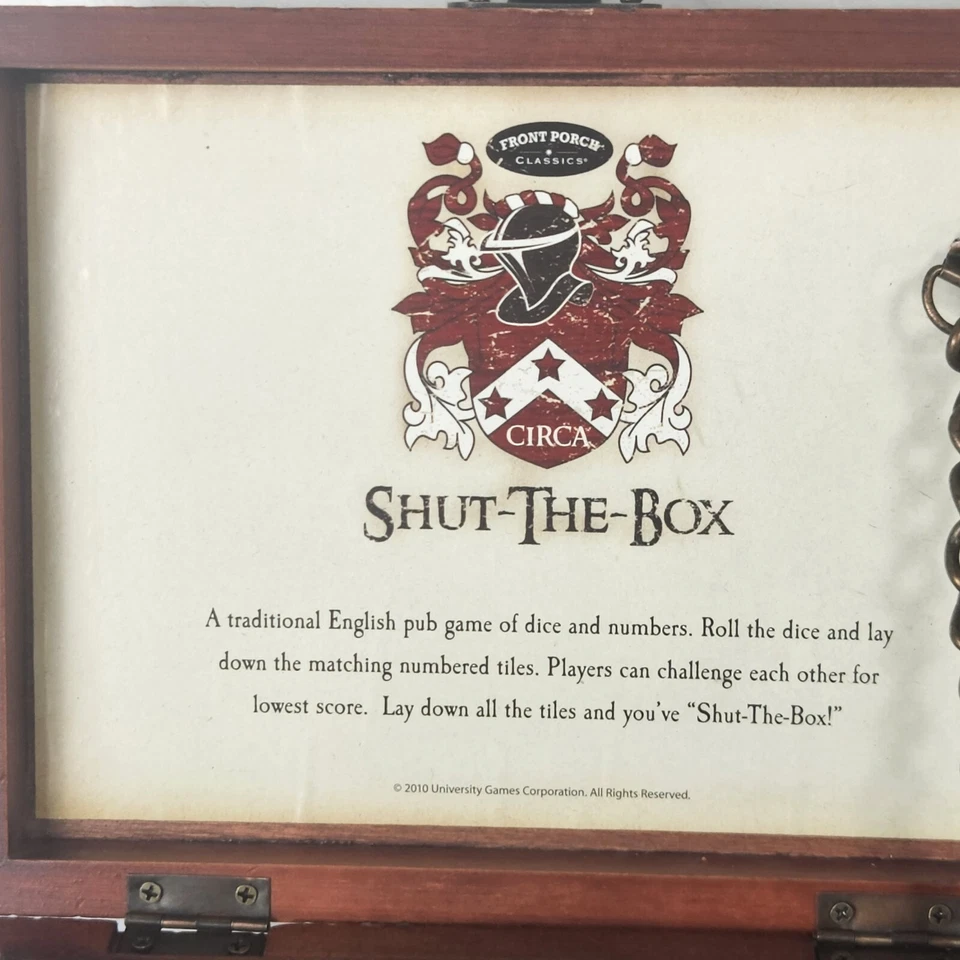 FRONT PORCH
CLASSICS®
CIRCA
SHUT-THE-BOX
A traditional English pub game of dice and numbers. Roll the dice and lay
down the matching numbered tiles. Players can challenge each other for
lowest score. Lay down all the tiles and you've “Shut-The-Box!”
© 2010 University Games Corporation. All Rights Reserved.